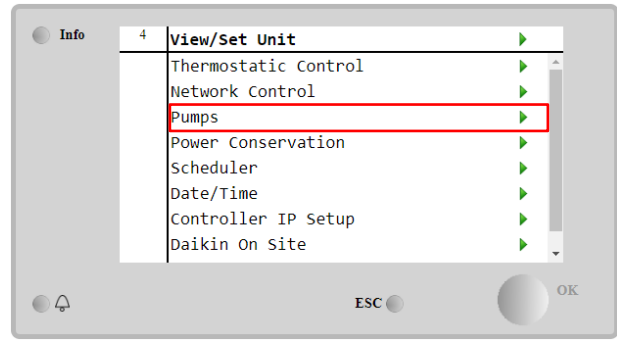 Info
4 View/Set Unit
Thermostatic Control
Network Control
Pumps
Power Conservation
Scheduler
Date/Time
Controller IP Setup
Daikin On Site
ESC
OK